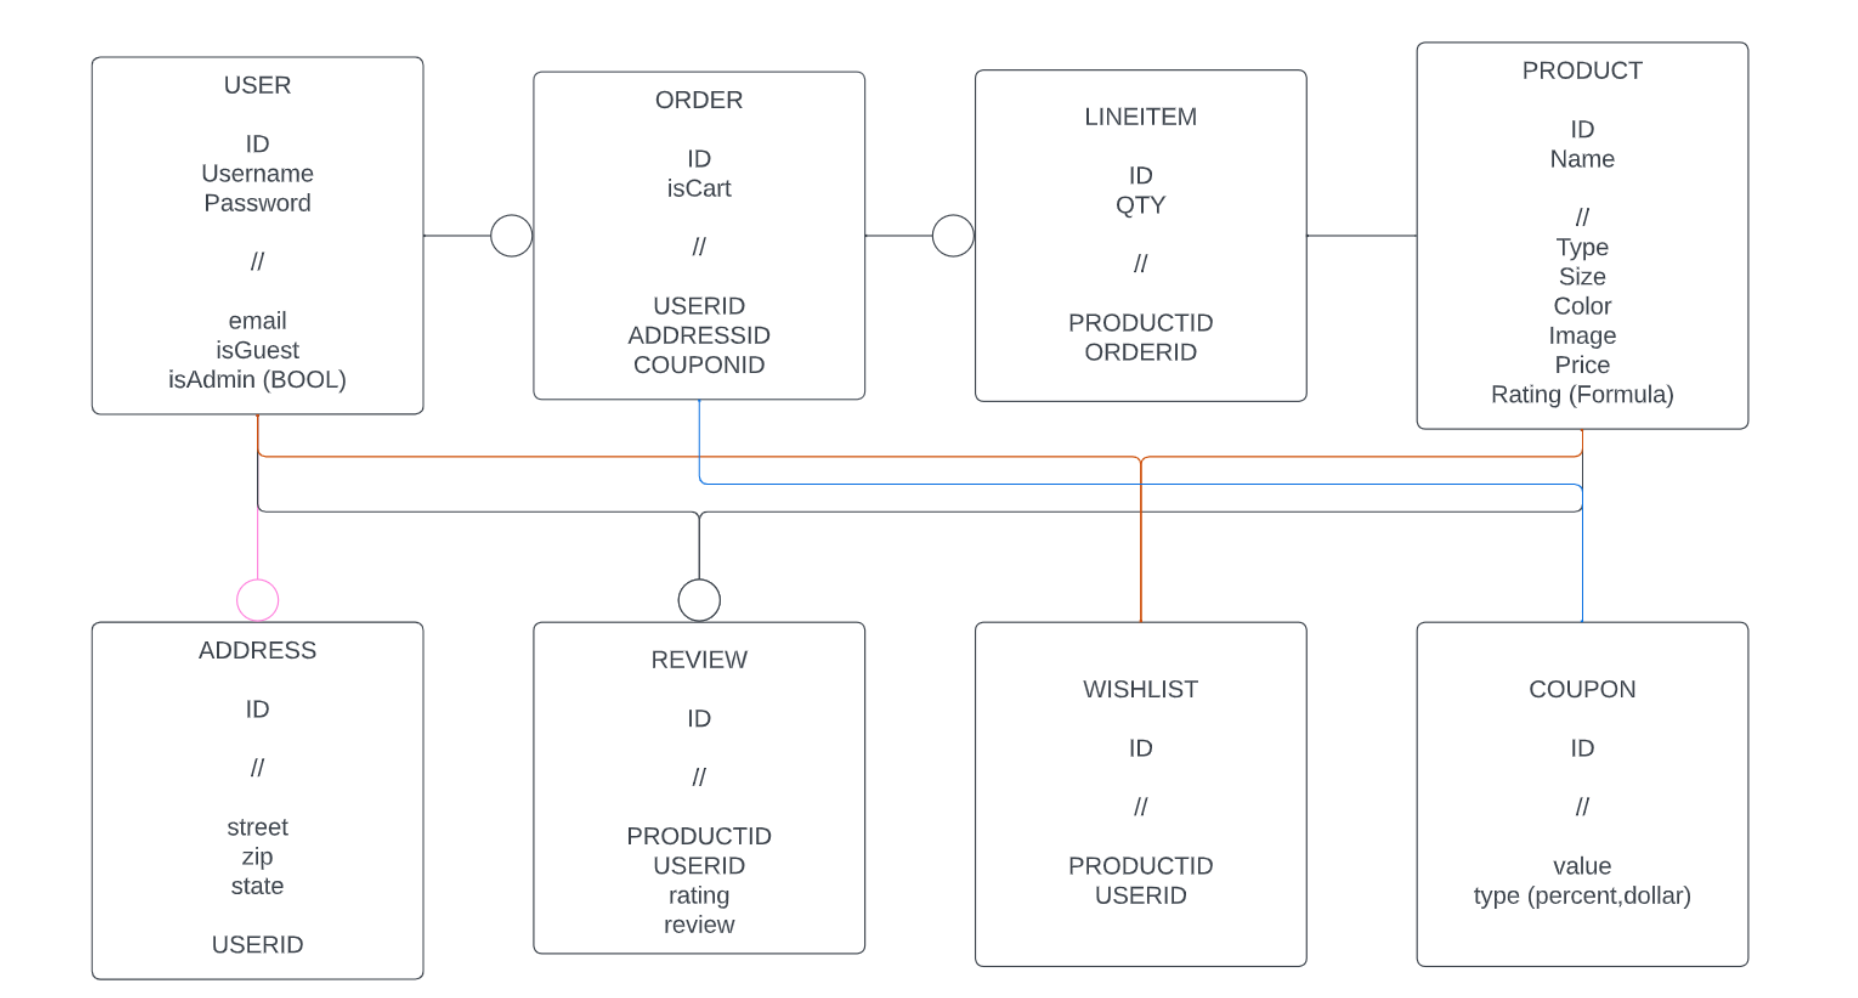 USER
ID
Username
Password
//
email
isGuest
isAdmin (BOOL)
ORDER
ID
isCart
//
USERID
ADDRESSID
COUPONID
LINEITEM
ID
QTY
//
PRODUCTID
ORDERID
PRODUCT
ID
Name
//
Type
Size
Color
Image
Price
Rating (Formula)
ADDRESS
ID
//
street
zip
state
USERID
REVIEW
ID
//
PRODUCTID
USERID
rating
review
WISHLIST
ID
//
PRODUCTID
USERID
COUPON
ID
//
value
type (percent,dollar)